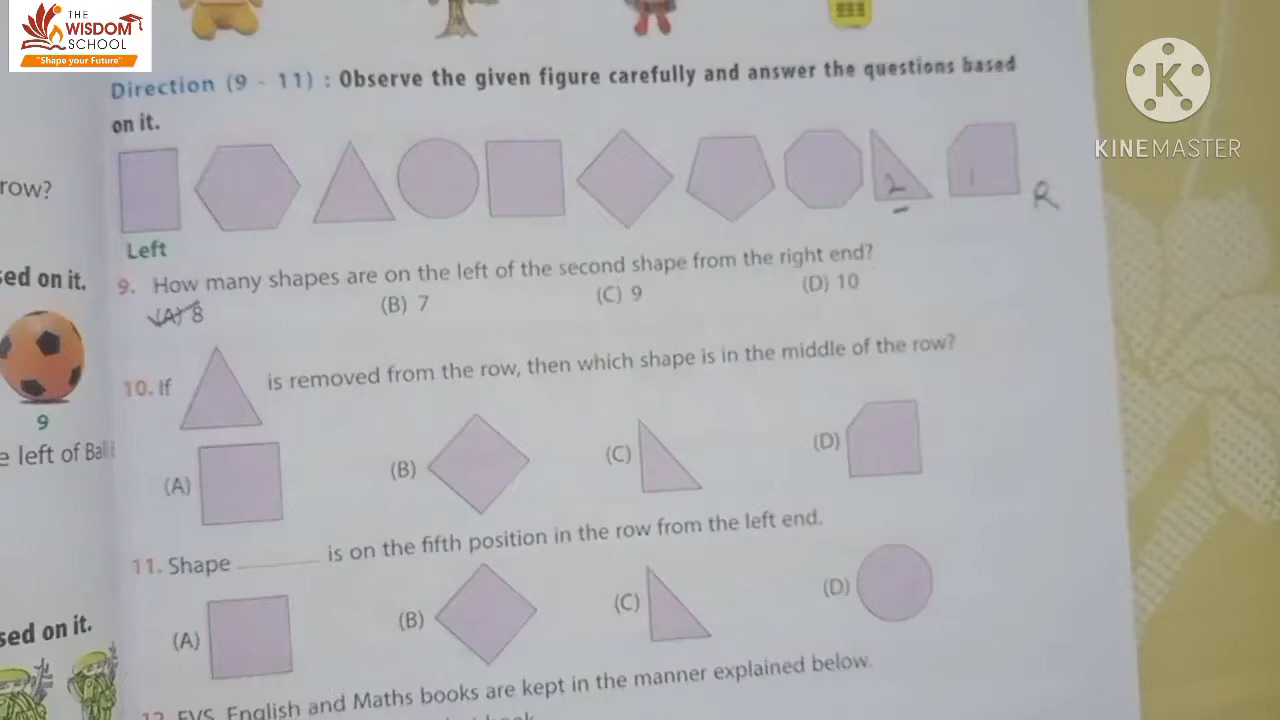 THE
WISDOM
SCHOOL
"Shape your Future"
KINEMASTER
Direction (9 - 11) : Observe the given figure carefully and answer the questions based
on it.
row?
2
1
R
Left
sed on it.
9. How many shapes are on the left of the second shape from the right end?
(A) 8 (B) 7 (C) 9 (D) 10
10. If is removed from the row, then which shape is in the middle of the row?
9
e left of Ball
(A) (B) (C) (D)
11. Shape ________ is on the fifth position in the row from the left end.
sed on it.
(A) (B) (C) (D)
12. EVS, English and Maths books are kept in the manner explained below.